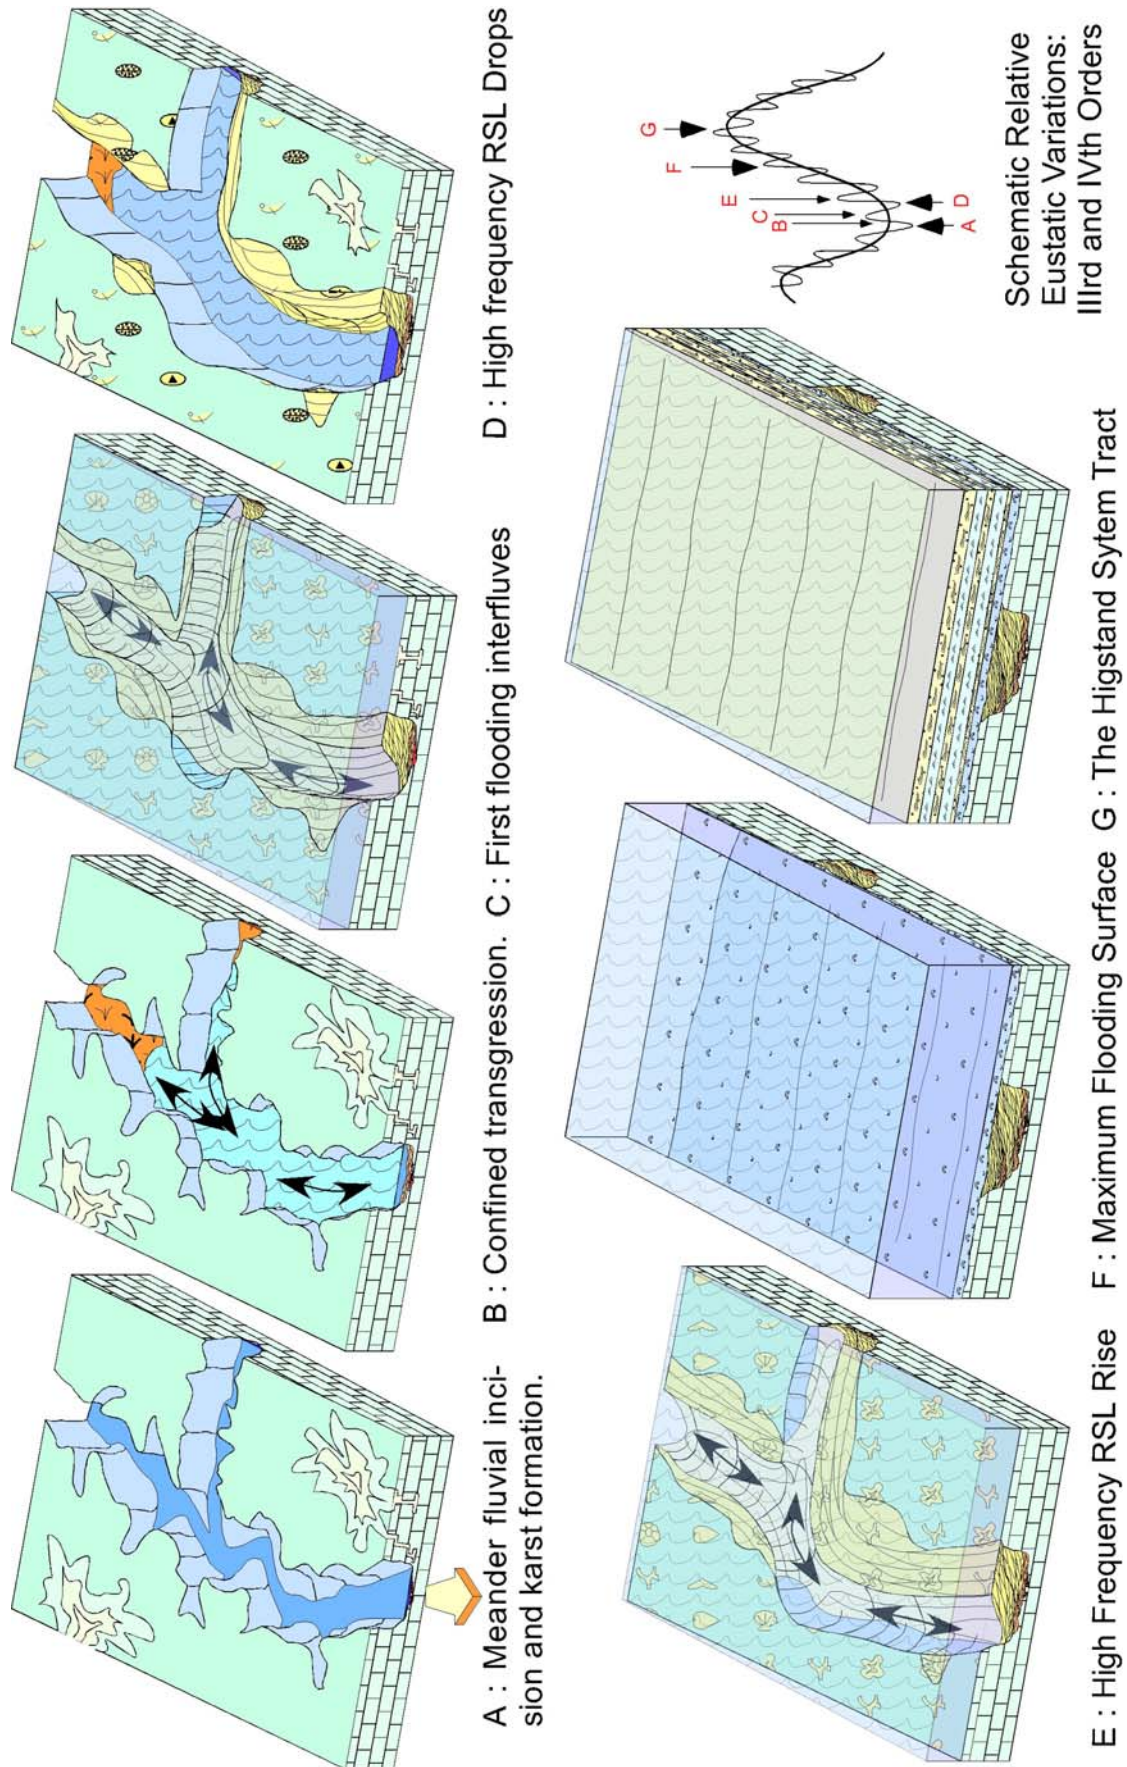 A : Meander fluvial inci-
sion and karst formation.
B : Confined transgression.
C : First flooding interfluves
D : High frequency RSL Drops
E : High Frequency RSL Rise
F : Maximum Flooding Surface
G : The Higstand Sytem Tract
A
B
C
D
E
F
G
Schematic Relative
Eustatic Variations:
IIIrd and IVth Orders